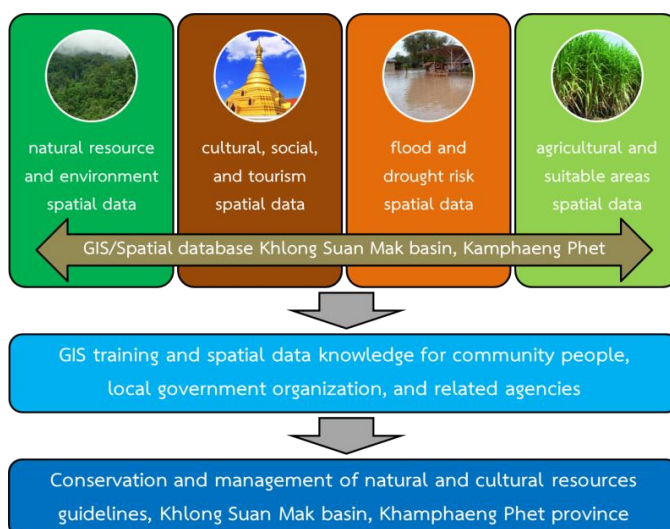 natural resource
and environment
spatial data
cultural, social,
and tourism
spatial data
flood and
drought risk
spatial data
agricultural and
suitable areas
spatial data
GIS/Spatial database Khlong Suan Mak basin, Kamphaeng Phet
GIS training and spatial data knowledge for community people,
local government organization, and related agencies
Conservation and management of natural and cultural resources
guidelines, Khlong Suan Mak basin, Khamphaeng Phet province